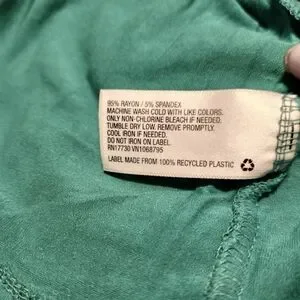 95% RAYON / 5% SPANDEX
MACHINE WASH COLD WITH LIKE COLORS.
ONLY NON-CHLORINE BLEACH IF NEEDED.
TUMBLE DRY LOW. REMOVE PROMPTLY.
COOL IRON IF NEEDED.
DO NOT IRON ON LABEL.
RN17730 VN1068795
LABEL MADE FROM 100% RECYCLED PLASTIC